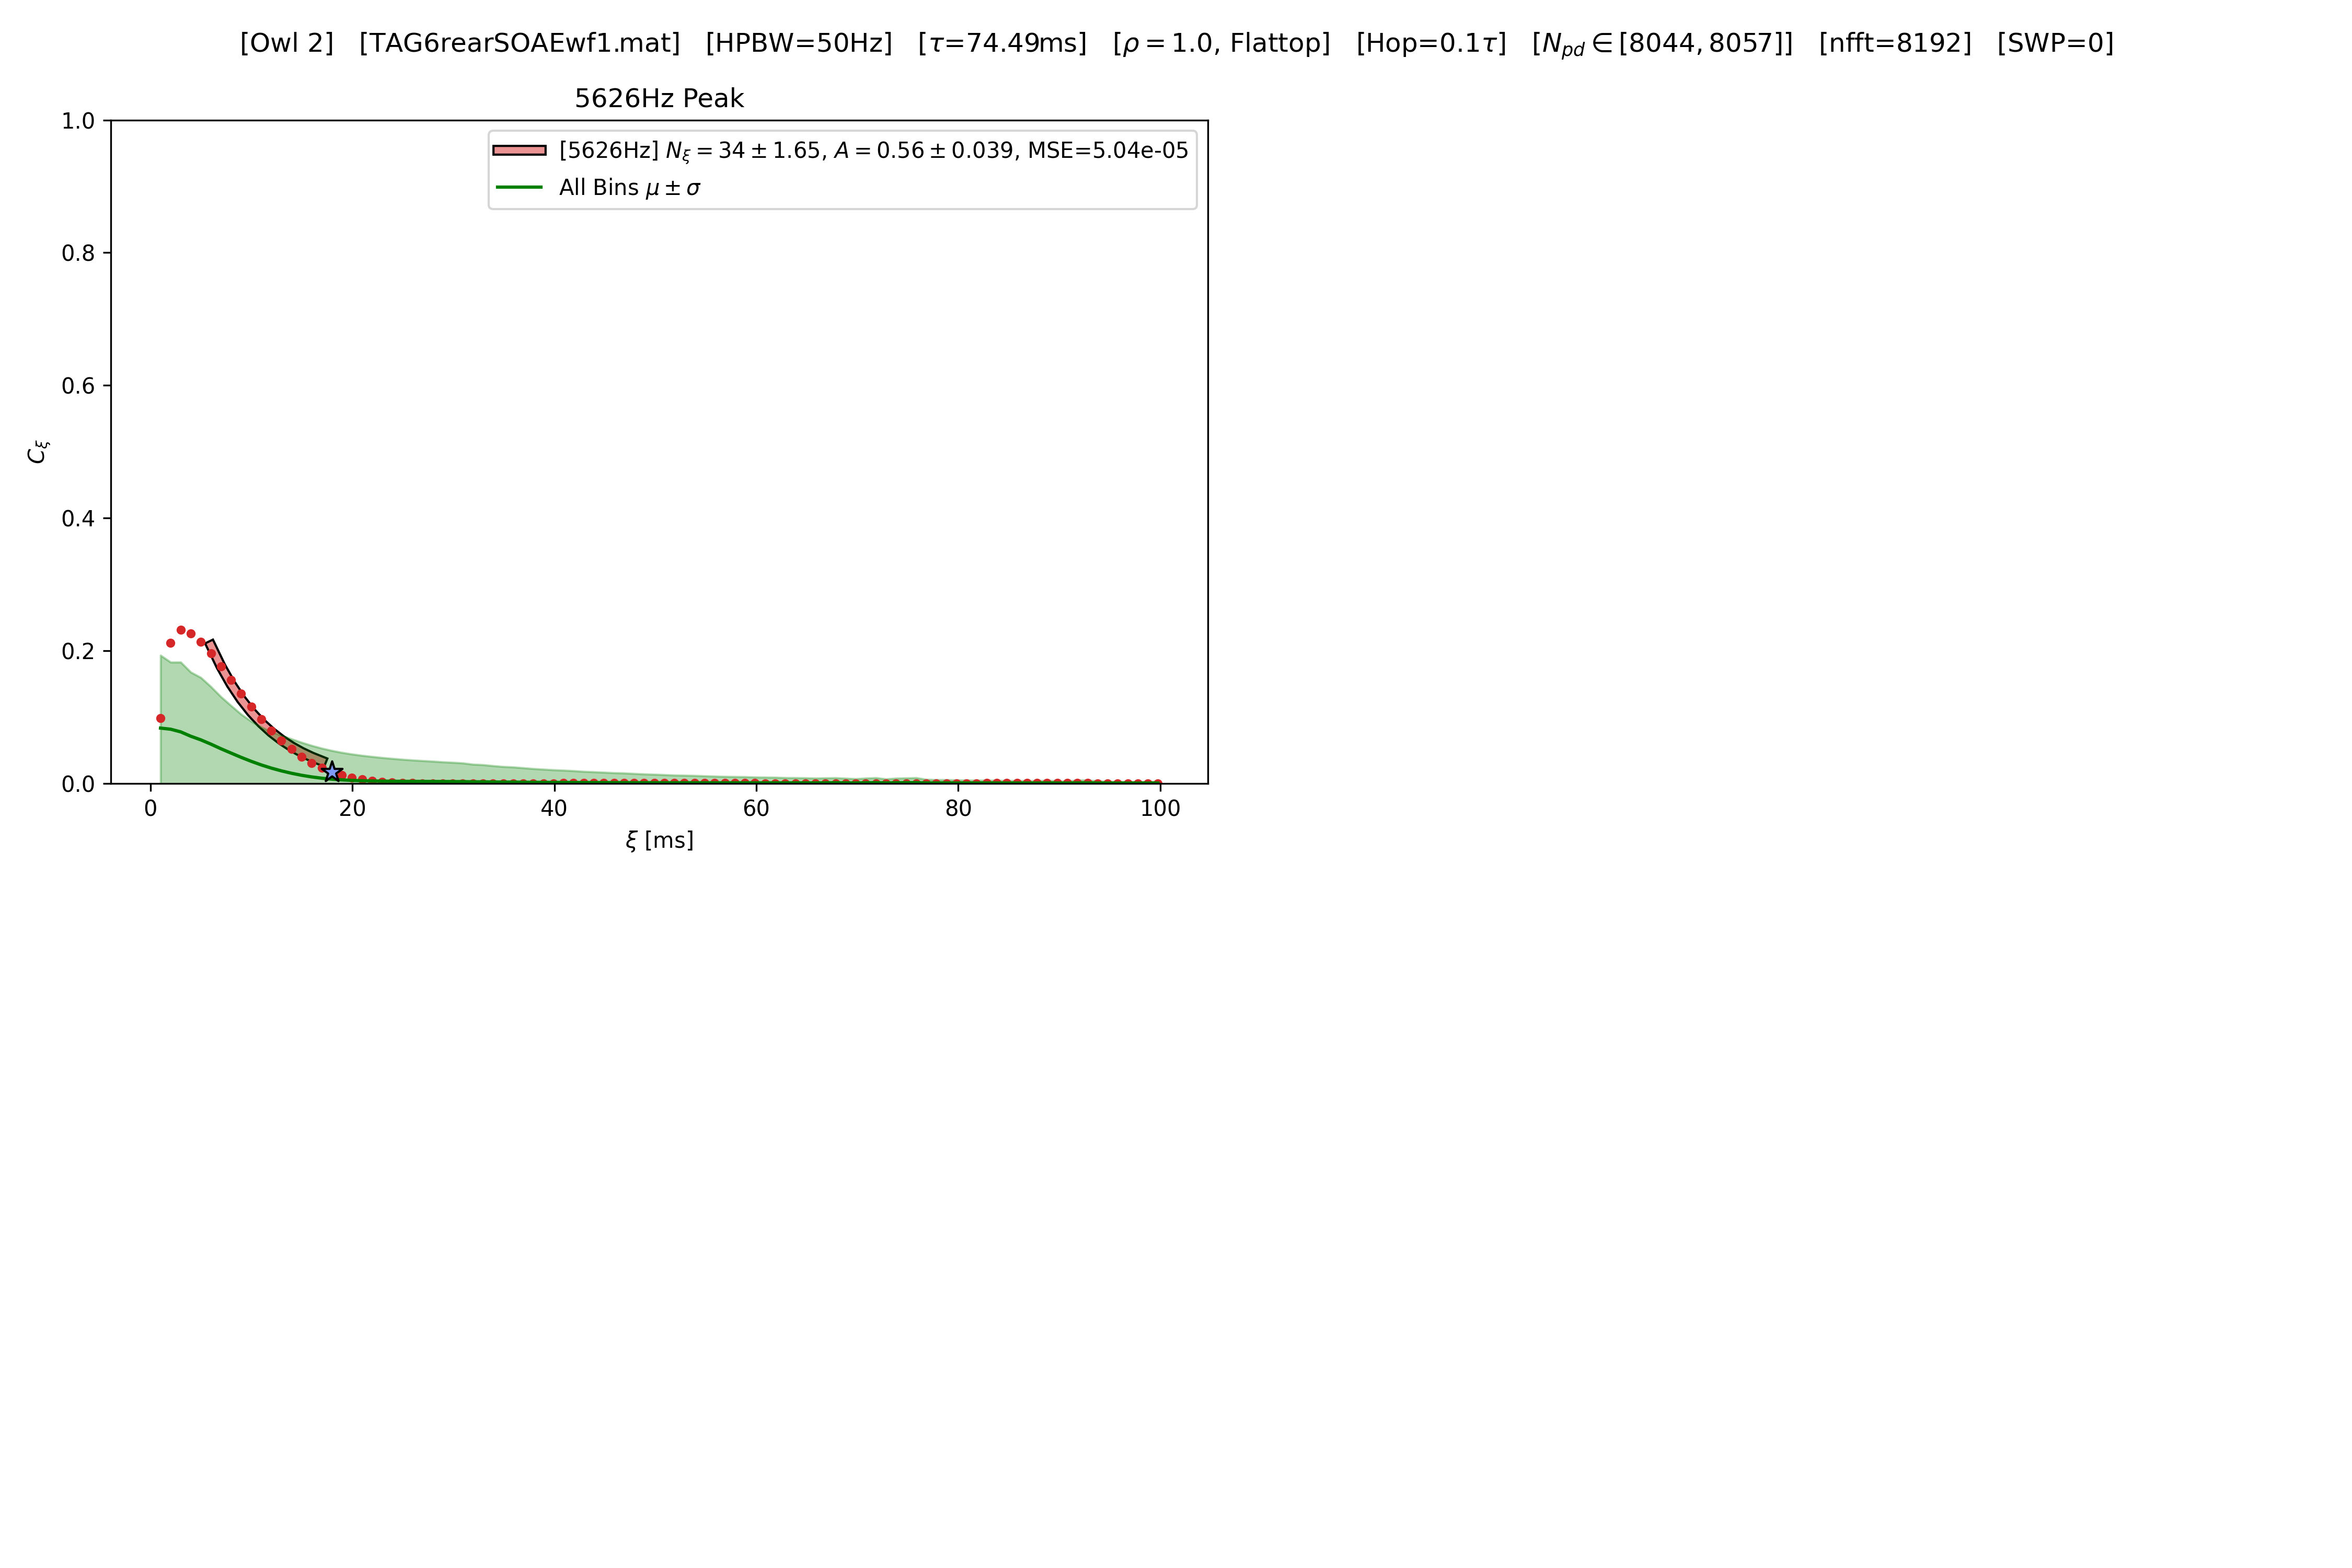 [Owl 2] [TAG6rearSOAEwf1.mat] [HPBW=50Hz] [τ=74.49ms] [ρ = 1.0, Flattop] [Hop=0.1τ] [N_pd ∈ [8044, 8057]] [nfft=8192] [SWP=0]
5626Hz Peak
[5626Hz] N_ξ = 34 ± 1.65, A = 0.56 ± 0.039, MSE=5.04e-05
All Bins μ ± σ
1.0
0.8
0.6
0.4
0.2
0.0
C_ξ
0 20 40 60 80 100
ξ [ms]